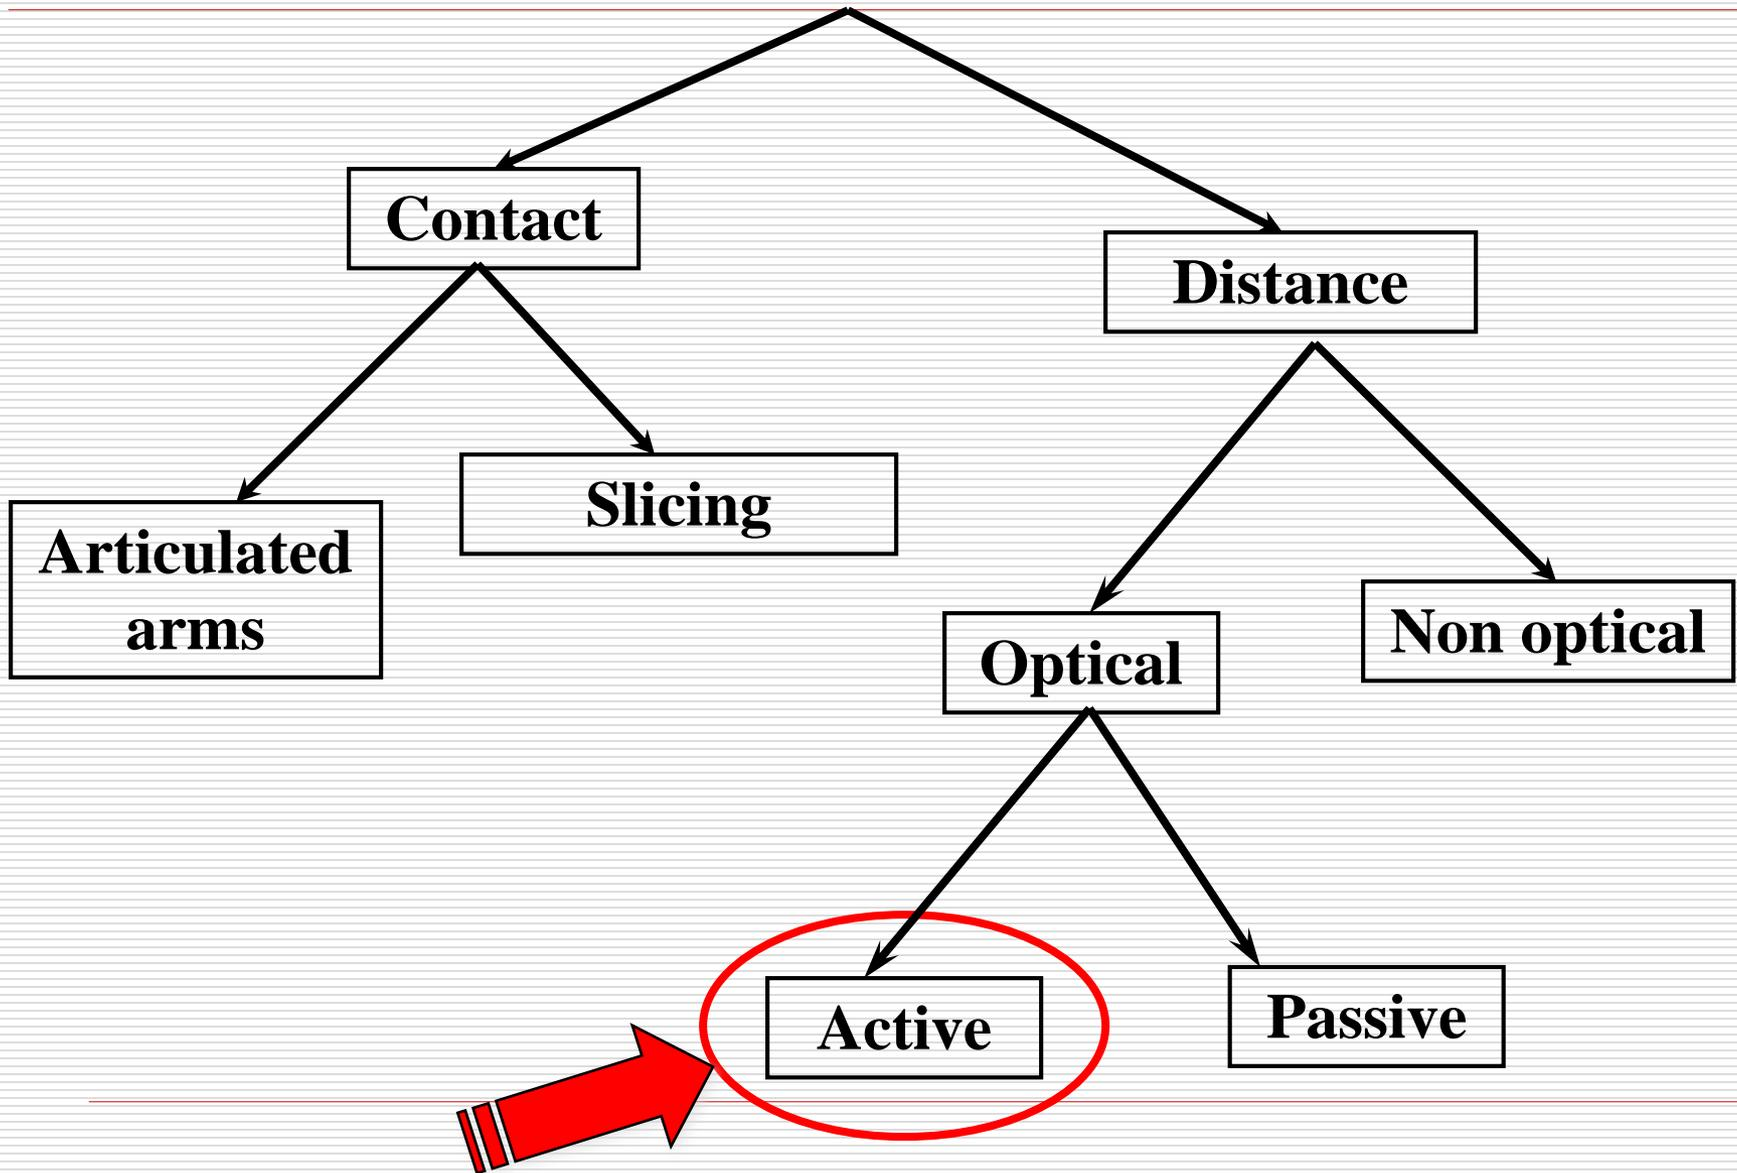 Contact
Distance
Slicing
Articulated
arms
Non optical
Optical
Active
Passive